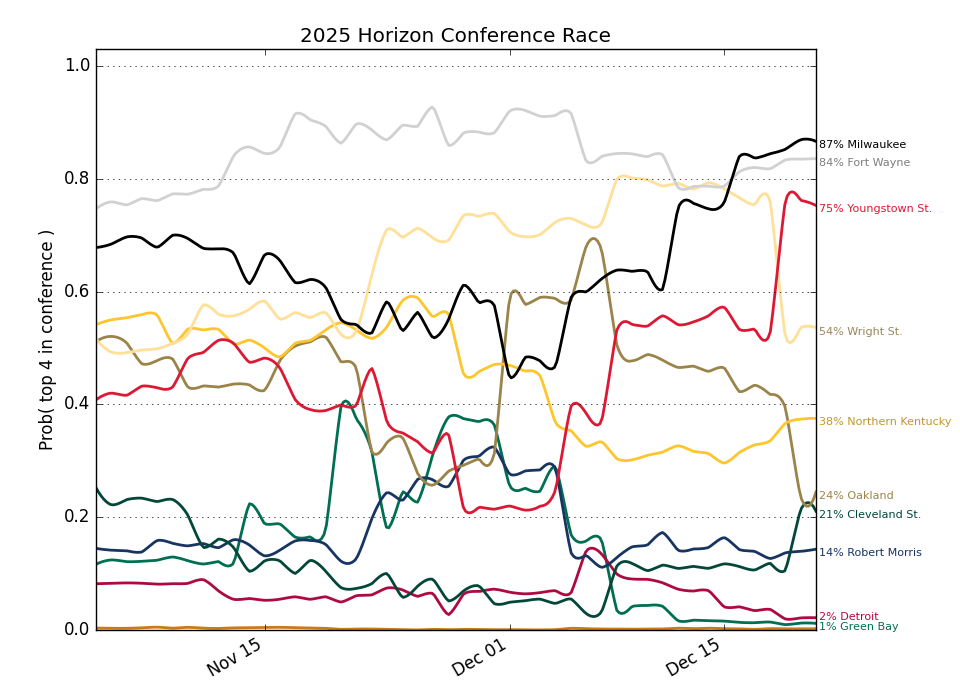 2025 Horizon Conference Race
Prob( top 4 in conference )
1.0
0.8
0.6
0.4
0.2
0.0
Nov 15
Dec 01
Dec 15
87% Milwaukee
84% Fort Wayne
75% Youngstown St.
54% Wright St.
38% Northern Kentucky
24% Oakland
21% Cleveland St.
14% Robert Morris
2% Detroit
1% Green Bay